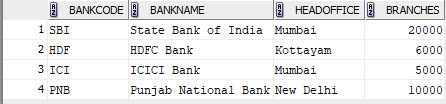 BANKCODE BANKNAME HEADOFFICE BRANCHES
1 SBI State Bank of India Mumbai 20000
2 HDF HDFC Bank Kottayam 6000
3 ICI ICICI Bank Mumbai 5000
4 PNB Punjab National Bank New Delhi 10000